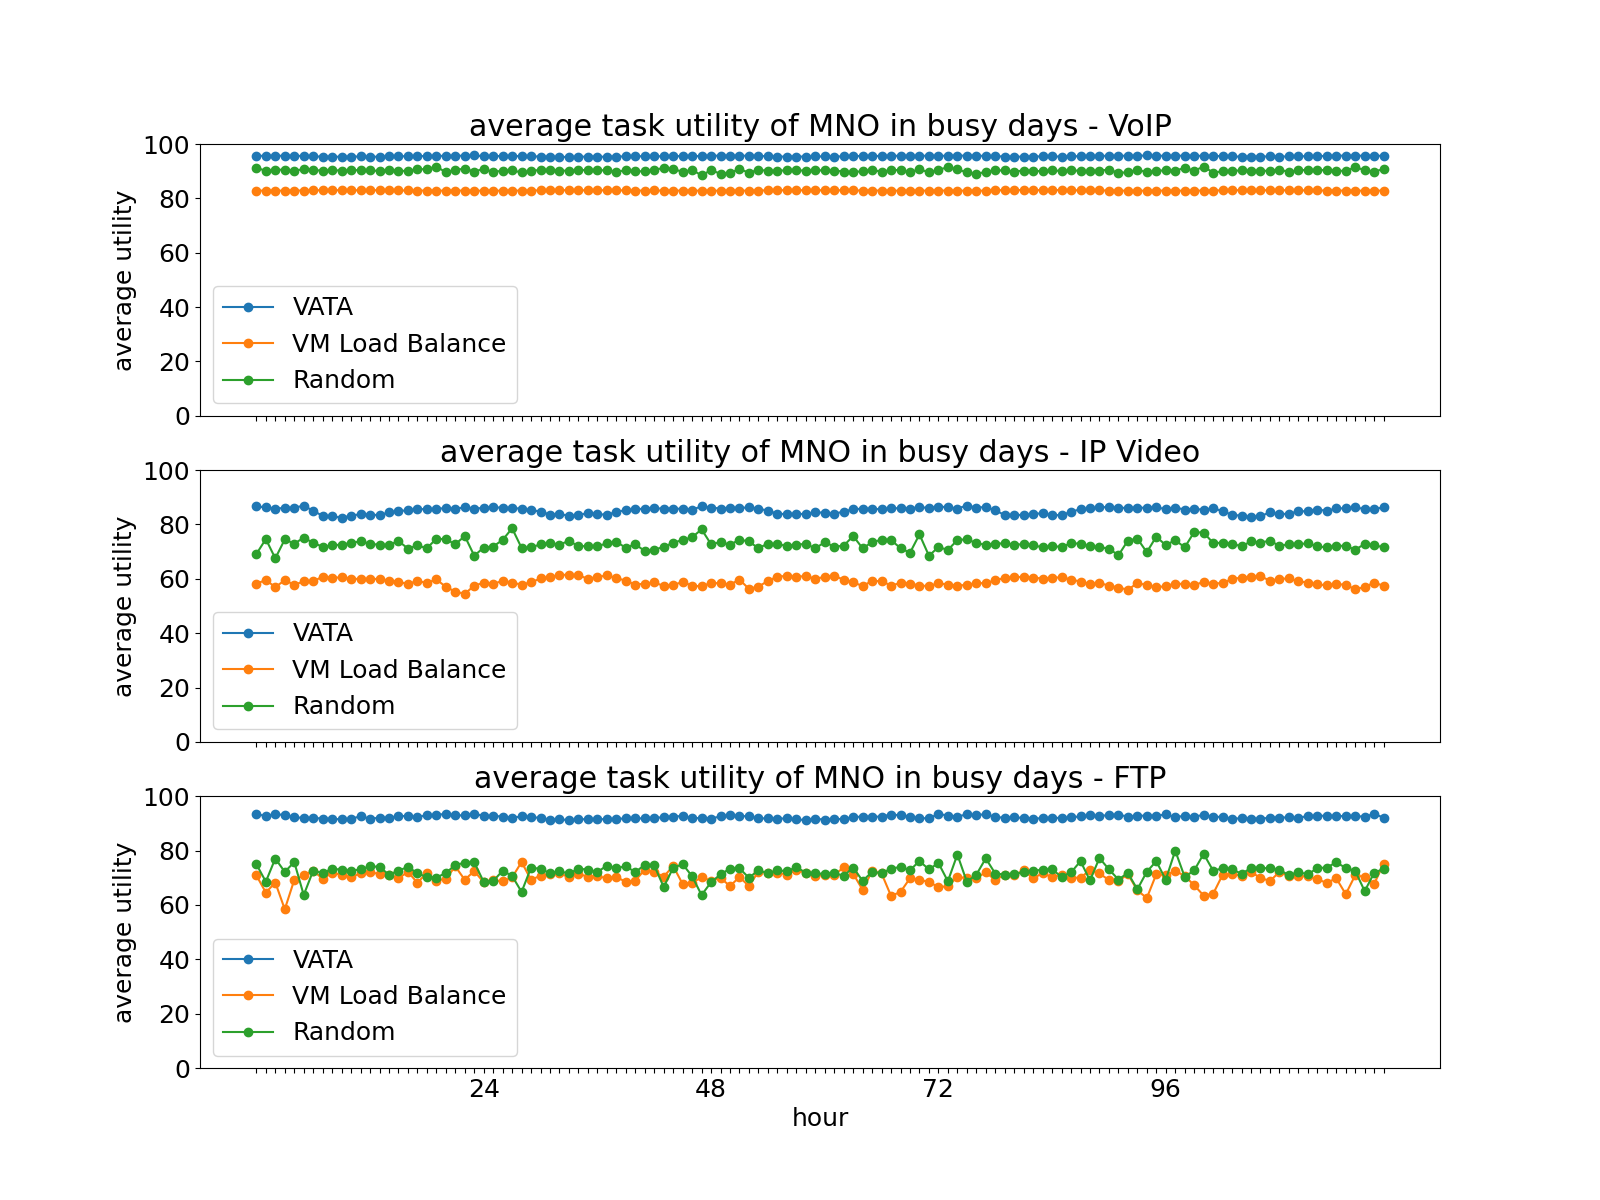 average task utility of MNO in busy days - VoIP
100
80
60
40
20
0
average utility
VATA
VM Load Balance
Random
average task utility of MNO in busy days - IP Video
100
80
60
40
20
0
average utility
VATA
VM Load Balance
Random
average task utility of MNO in busy days - FTP
100
80
60
40
20
0
average utility
VATA
VM Load Balance
Random
24 48 72 96
hour